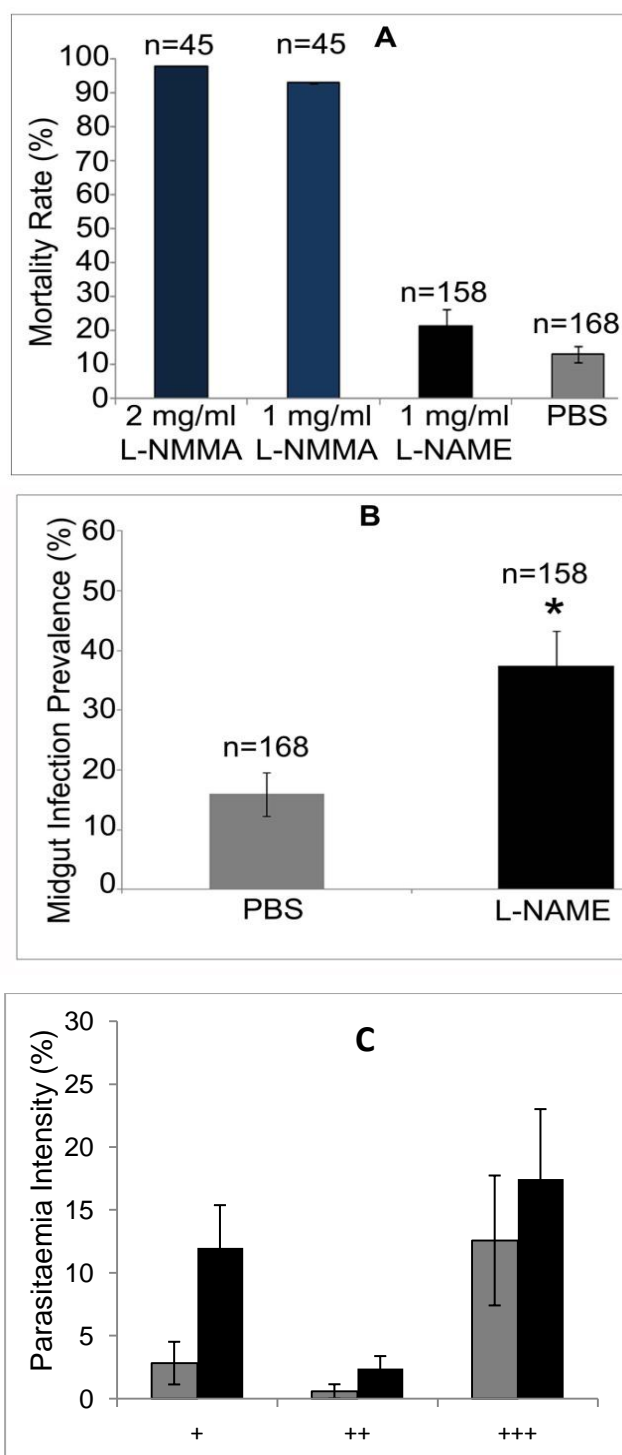 A
n=45
n=45
n=158
n=168
Mortality Rate (%)
100
90
80
70
60
50
40
30
20
10
0
2 mg/ml 1 mg/ml 1 mg/ml PBS
L-NMMA L-NMMA L-NAME
B
Midgut Infection Prevalence (%)
60
50
40
30
20
10
0
n=168
n=158
*
PBS L-NAME
C
Parasitaemia Intensity (%)
30
25
20
15
10
5
0
+ ++ +++